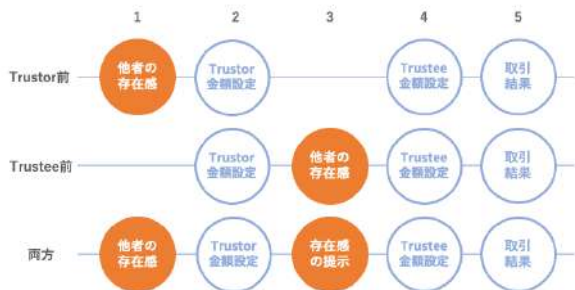 1 2 3 4 5
Trustor前
他者の
存在感
Trustor
金額設定
Trustee
金額設定
取引
結果
Trustee前
Trustor
金額設定
他者の
存在感
Trustee
金額設定
取引
結果
両方
他者の
存在感
Trustor
金額設定
存在感
の提示
Trustee
金額設定
取引
結果